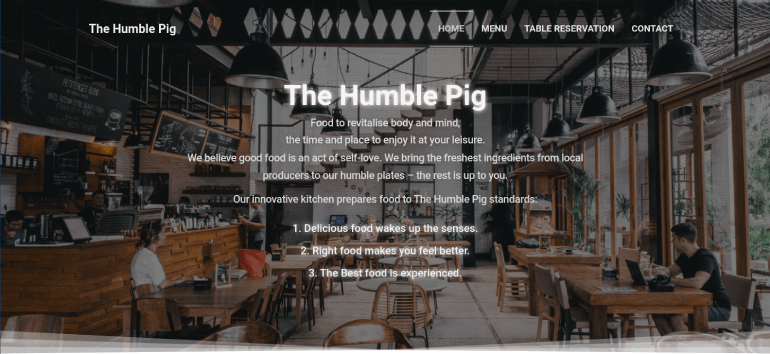 The Humble Pig
HOME MENU TABLE RESERVATION CONTACT
The Humble Pig
Food to revitalise body and mind,
the time and place to enjoy it at your leisure.
We believe good food is an act of self-love. We bring the freshest ingredients from local
producers to our humble plates – the rest is up to you.
Our innovative kitchen prepares food to The Humble Pig standards:
1. Delicious food wakes up the senses.
2. Right food makes you feel better.
3. The Best food is experienced.